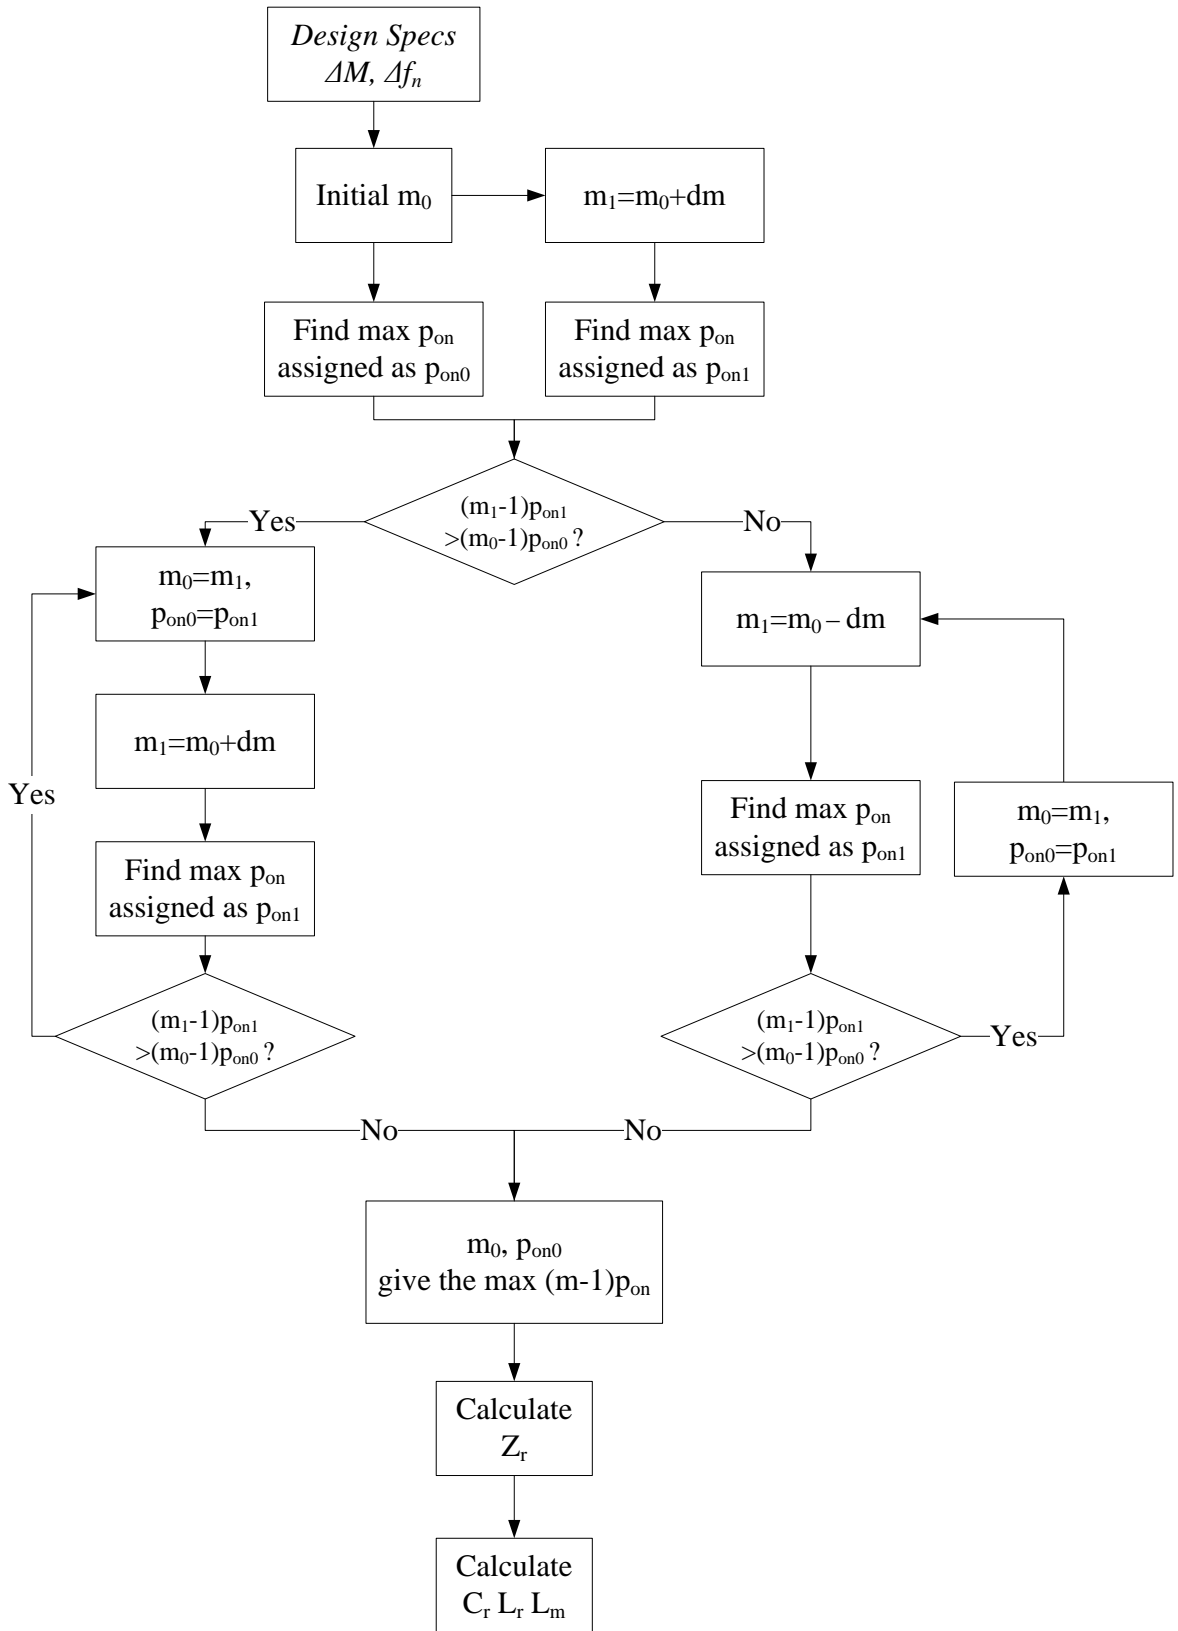 Design Specs
ΔM, Δfn
Initial m0
m1=m0+dm
Find max pon
assigned as pon0
Find max pon
assigned as pon1
(m1-1)pon1
>(m0-1)pon0 ?
Yes
No
m0=m1,
pon0=pon1
m1=m0 – dm
m1=m0+dm
Yes
Find max pon
assigned as pon1
m0=m1,
pon0=pon1
Find max pon
assigned as pon1
(m1-1)pon1
>(m0-1)pon0 ?
(m1-1)pon1
>(m0-1)pon0 ?
Yes
No
No
m0, pon0
give the max (m-1)pon
Calculate
Zr
Calculate
Cr Lr Lm